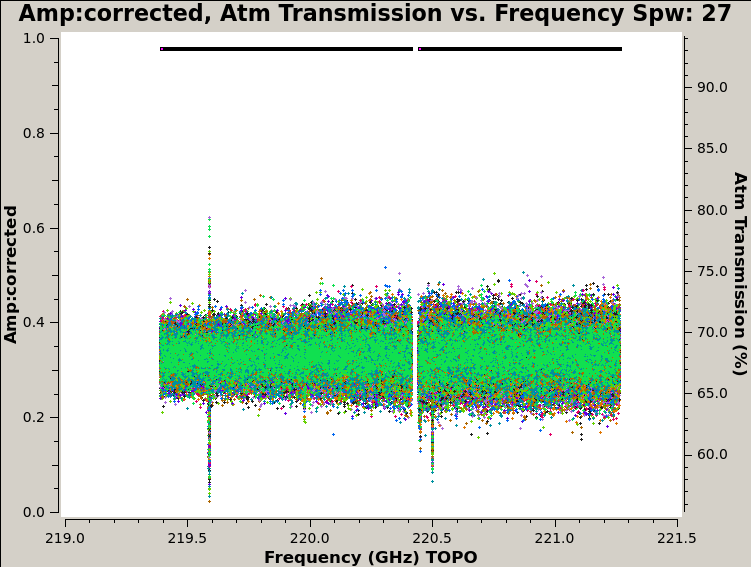 Amp:corrected, Atm Transmission vs. Frequency Spw: 27
1.0
0.8
0.6
0.4
0.2
0.0
Amp:corrected
90.0
85.0
80.0
75.0
70.0
65.0
60.0
Atm Transmission (%)
219.0 219.5 220.0 220.5 221.0 221.5
Frequency (GHz) TOPO